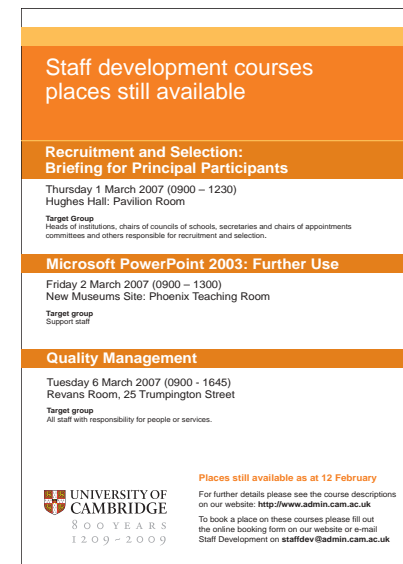 Staff development courses
places still available
Recruitment and Selection:
Briefing for Principal Participants
Thursday 1 March 2007 (0900 – 1230)
Hughes Hall: Pavilion Room
Target Group
Heads of institutions, chairs of councils of schools, secretaries and chairs of appointments
committees and others responsible for recruitment and selection.
Microsoft PowerPoint 2003: Further Use
Friday 2 March 2007 (0900 – 1300)
New Museums Site: Phoenix Teaching Room
Target group
Support staff
Quality Management
Tuesday 6 March 2007 (0900 - 1645)
Revans Room, 25 Trumpington Street
Target group
All staff with responsibility for people or services.
Places still available as at 12 February
For further details please see the course descriptions
on our website: http://www.admin.cam.ac.uk
To book a place on these courses please fill out
the online booking form on our website or e-mail
Staff Development on staffdev@admin.cam.ac.uk
UNIVERSITY OF
CAMBRIDGE
800 YEARS
1209 ~ 2009